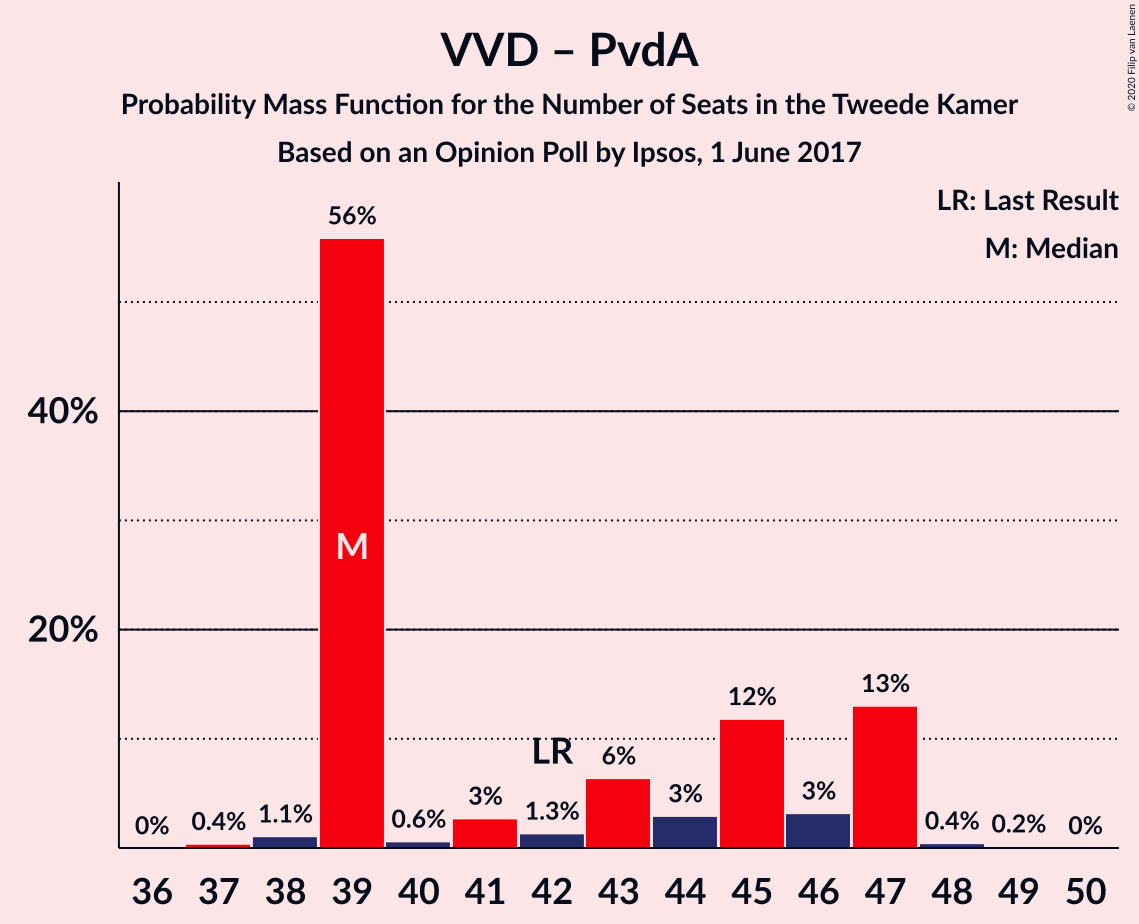 VVD – PvdA
Probability Mass Function for the Number of Seats in the Tweede Kamer
Based on an Opinion Poll by Ipsos, 1 June 2017
© 2020 Filip van Laenen
LR: Last Result
M: Median
40%
20%
0%
0.4%
1.1%
56%
M
0.6%
3%
LR
1.3%
6%
3%
12%
3%
13%
0.4%
0.2%
0%
36 37 38 39 40 41 42 43 44 45 46 47 48 49 50